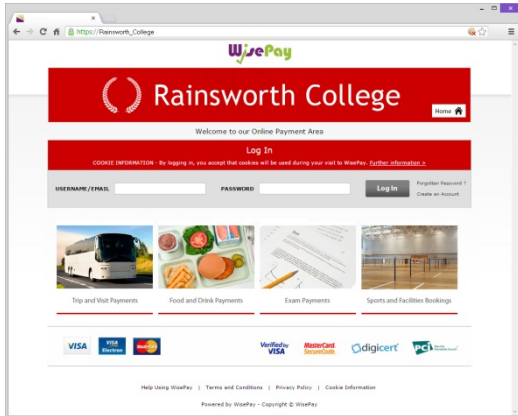 https://Rainsworth_College
WisePay
Rainsworth College
Home
Welcome to our Online Payment Area
Log In
COOKIE INFORMATION - By logging in, you accept that cookies will be used during your visit to WisePay. Further information >
USERNAME/EMAIL PASSWORD Log In
Forgotten Password ?
Create an Account
Trip and Visit Payments Food and Drink Payments Exam Payments Sports and Facilities Bookings
VISA VISA Electron MasterCard Verified by VISA MasterCard. SecureCode. digicert PCI
Help Using WisePay | Terms and Conditions | Privacy Policy | Cookie Information
Powered by WisePay - Copyright © WisePay